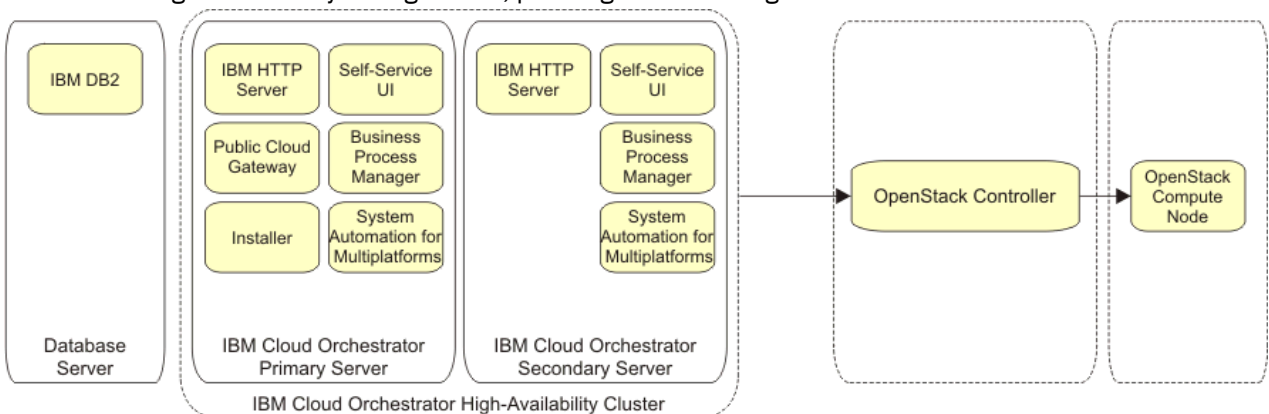 IBM DB2
Database
Server
IBM HTTP
Server
Self-Service
UI
Public Cloud
Gateway
Business
Process
Manager
Installer
System
Automation for
Multiplatforms
IBM Cloud Orchestrator
Primary Server
IBM HTTP
Server
Self-Service
UI
Business
Process
Manager
System
Automation for
Multiplatforms
IBM Cloud Orchestrator
Secondary Server
IBM Cloud Orchestrator High-Availability Cluster
OpenStack Controller
OpenStack
Compute
Node